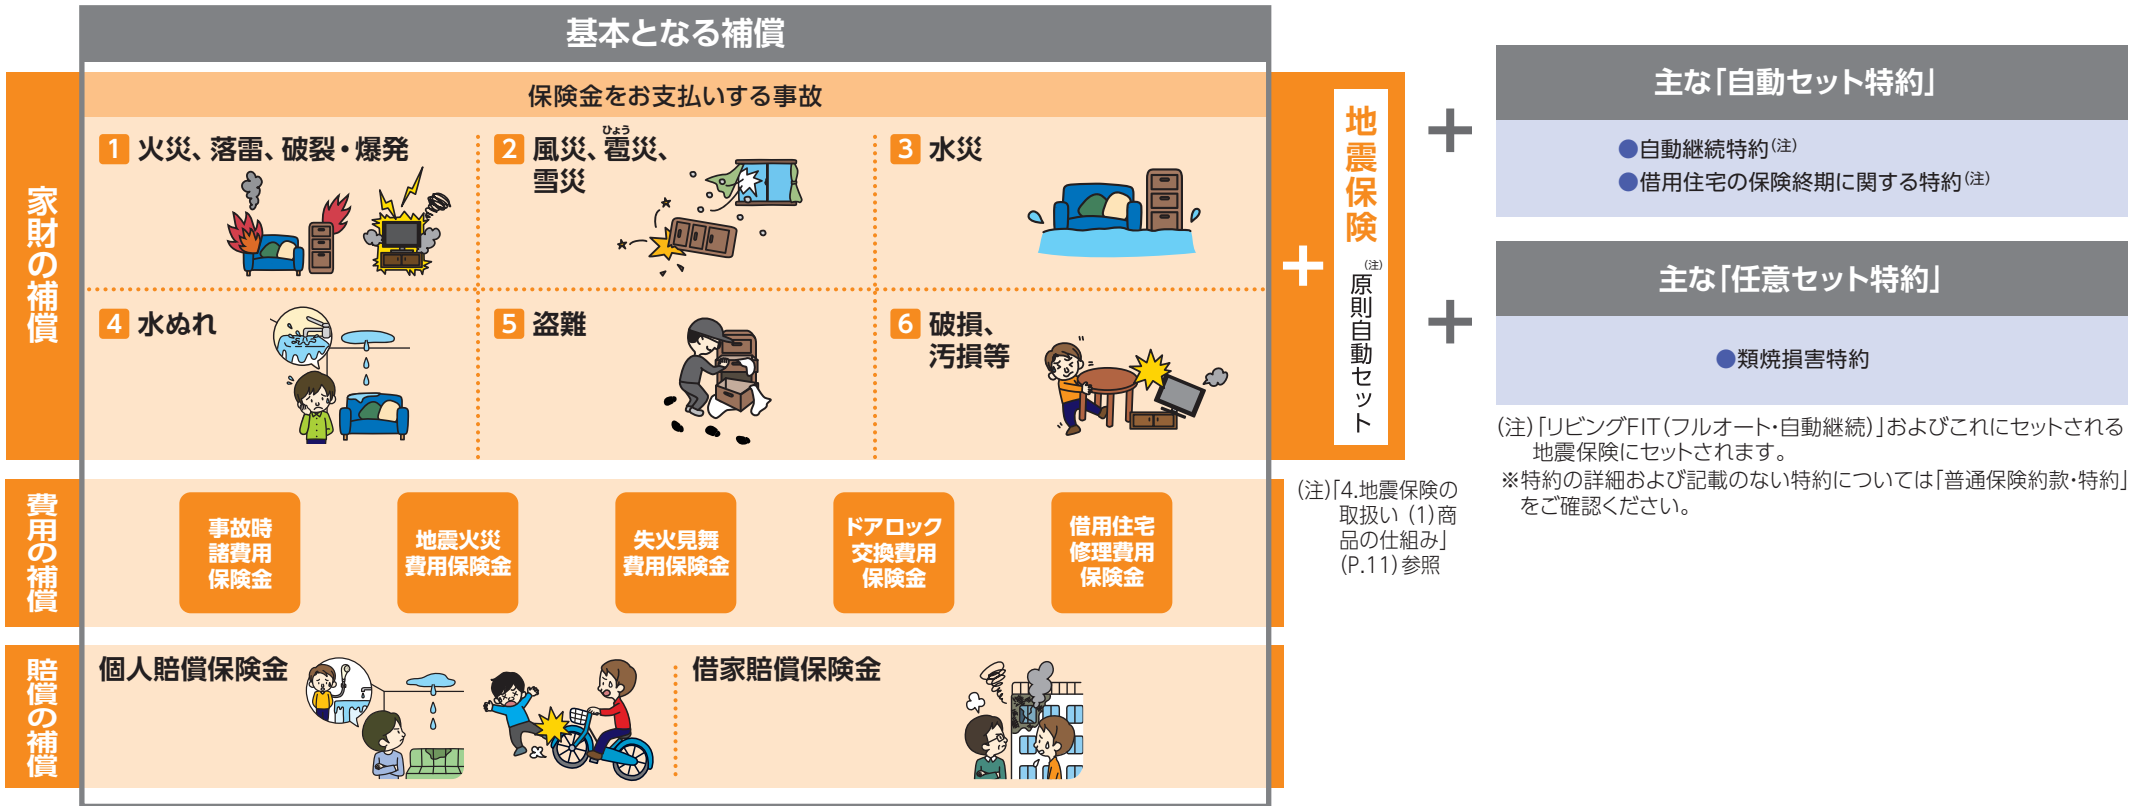 基本となる補償
家財の補償
保険金をお支払いする事故
1 火災、落雷、破裂・爆発
2 風災、雹災、
ひょう
雪災
3 水災
4 水ぬれ
5 盗難
6 破損、
汚損等
＋
地震保険
(注)
原則自動セット
費用の補償
事故時
諸費用
保険金
地震火災
費用保険金
失火見舞
費用保険金
ドアロック
交換費用
保険金
借用住宅
修理費用
保険金
(注)「4.地震保険の
取扱い (1)商
品の仕組み」
(P.11)参照
賠償の補償
個人賠償保険金
借家賠償保険金
＋
主な「自動セット特約」
●自動継続特約(注)
●借用住宅の保険終期に関する特約(注)
＋
主な「任意セット特約」
●類焼損害特約
(注)「リビングFIT(フルオート・自動継続)」およびこれにセットされる
地震保険にセットされます。
※特約の詳細および記載のない特約については「普通保険約款・特約」
をご確認ください。